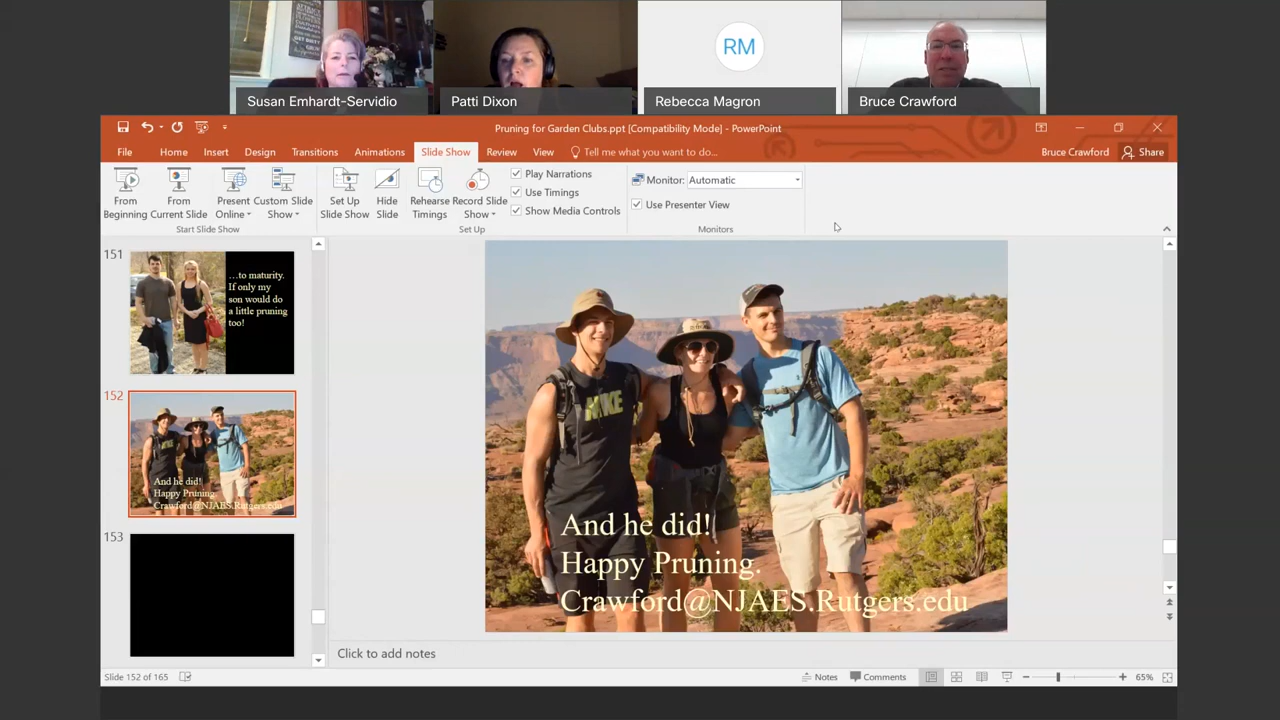 RM
Susan Emhardt-Servidio
Patti Dixon
Rebecca Magron
Bruce Crawford
Pruning for Garden Clubs.ppt [Compatibility Mode] - PowerPoint
File
Home
Insert
Design
Transitions
Animations
Slide Show
Review
View
Tell me what you want to do...
Bruce Crawford
Share
From Beginning
From Current Slide
Present Online
Custom Slide Show
Start Slide Show
Set Up Slide Show
Hide Slide
Rehearse Timings
Record Slide Show
Play Narrations
Use Timings
Show Media Controls
Set Up
Monitor: Automatic
Use Presenter View
Monitors
151
...to maturity.
If only my
son would do
a little pruning
too!
152
And he did!
Happy Pruning.
Crawford@NJAES.Rutgers.edu
153
NIKE
And he did!
Happy Pruning.
Crawford@NJAES.Rutgers.edu
Click to add notes
Slide 152 of 165
Notes
Comments
65%